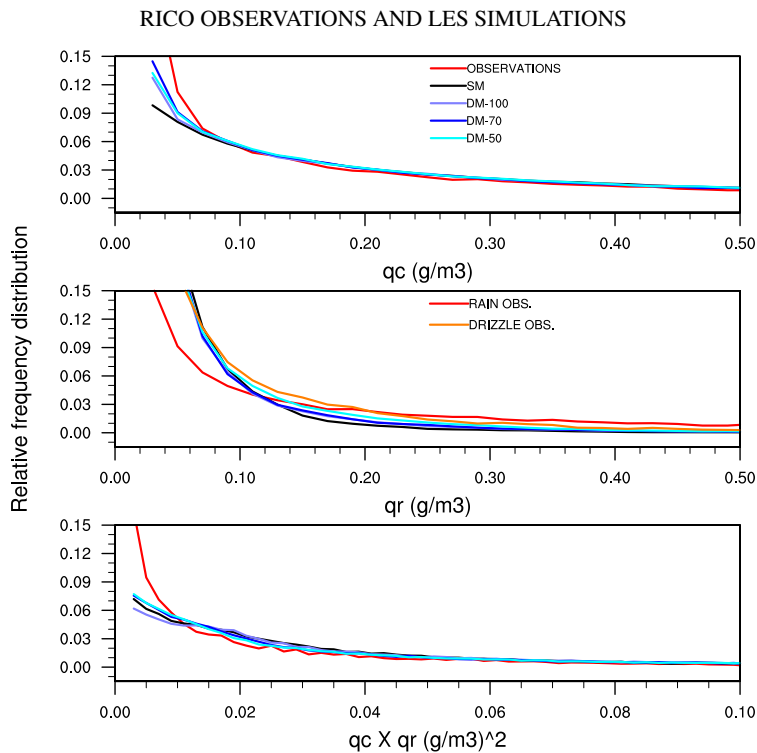 RICO OBSERVATIONS AND LES SIMULATIONS
Relative frequency distribution
0.15
0.12
0.09
0.06
0.03
0.00
OBSERVATIONS
SM
DM-100
DM-70
DM-50
0.00 0.10 0.20 0.30 0.40 0.50
qc (g/m3)
0.15
0.12
0.09
0.06
0.03
0.00
RAIN OBS.
DRIZZLE OBS.
0.00 0.10 0.20 0.30 0.40 0.50
qr (g/m3)
0.15
0.12
0.09
0.06
0.03
0.00
0.00 0.02 0.04 0.06 0.08 0.10
qc X qr (g/m3)^2